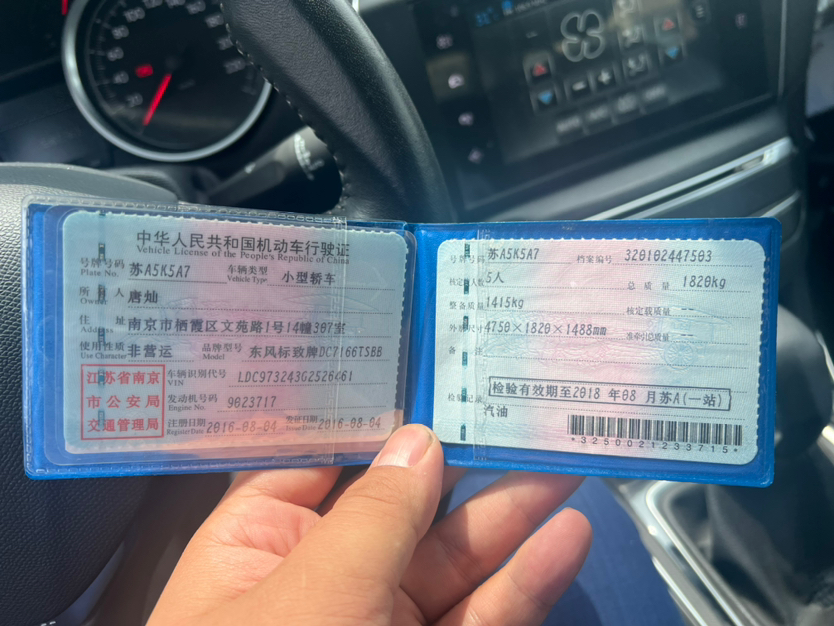 中华人民共和国机动车行驶证
Vehicle License of the People's Republic of China
号牌号码 苏A5K5A7 车辆类型 小型轿车
Plate No. Vehicle Type
所 人 唐灿
Owner
住 址 南京市栖霞区文苑路1号14幢307室
Address
使用性质 非营运 品牌型号 东风标致牌DC7166TSBB
Use Character Model
江苏省南京
市公安局
交通管理局
车辆识别代号 LDC973243G2526461
VIN
发动机号码 9023717
Engine No.
注册日期 2016-08-04 发证日期 2016-08-04
Register Date Issue Date
号牌号码 苏A5K5A7 档案编号 320102447503
核定人数 5人 总 质 量 1820kg
整备质量 1415kg 核定载质量 --
外廓尺寸 4750×1820×1488mm 准牵引总质量 --
备 注
检验有效期至2018 年08 月苏A(一站)
检验记录
汽油
*3250021233715*